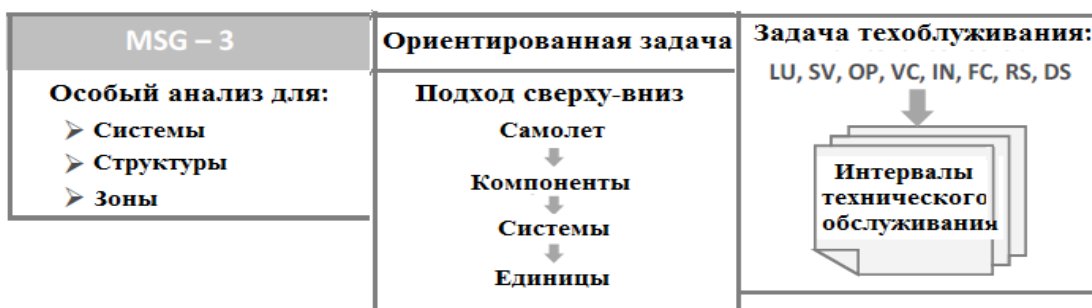 MSG – 3
Особый анализ для:
Системы
Структуры
Зоны
Ориентированная задача
Подход сверху-вниз
Самолет
Компоненты
Системы
Единицы
Задача техоблуживания:
LU, SV, OP, VC, IN, FC, RS, DS
Интервалы
технического
обслуживания